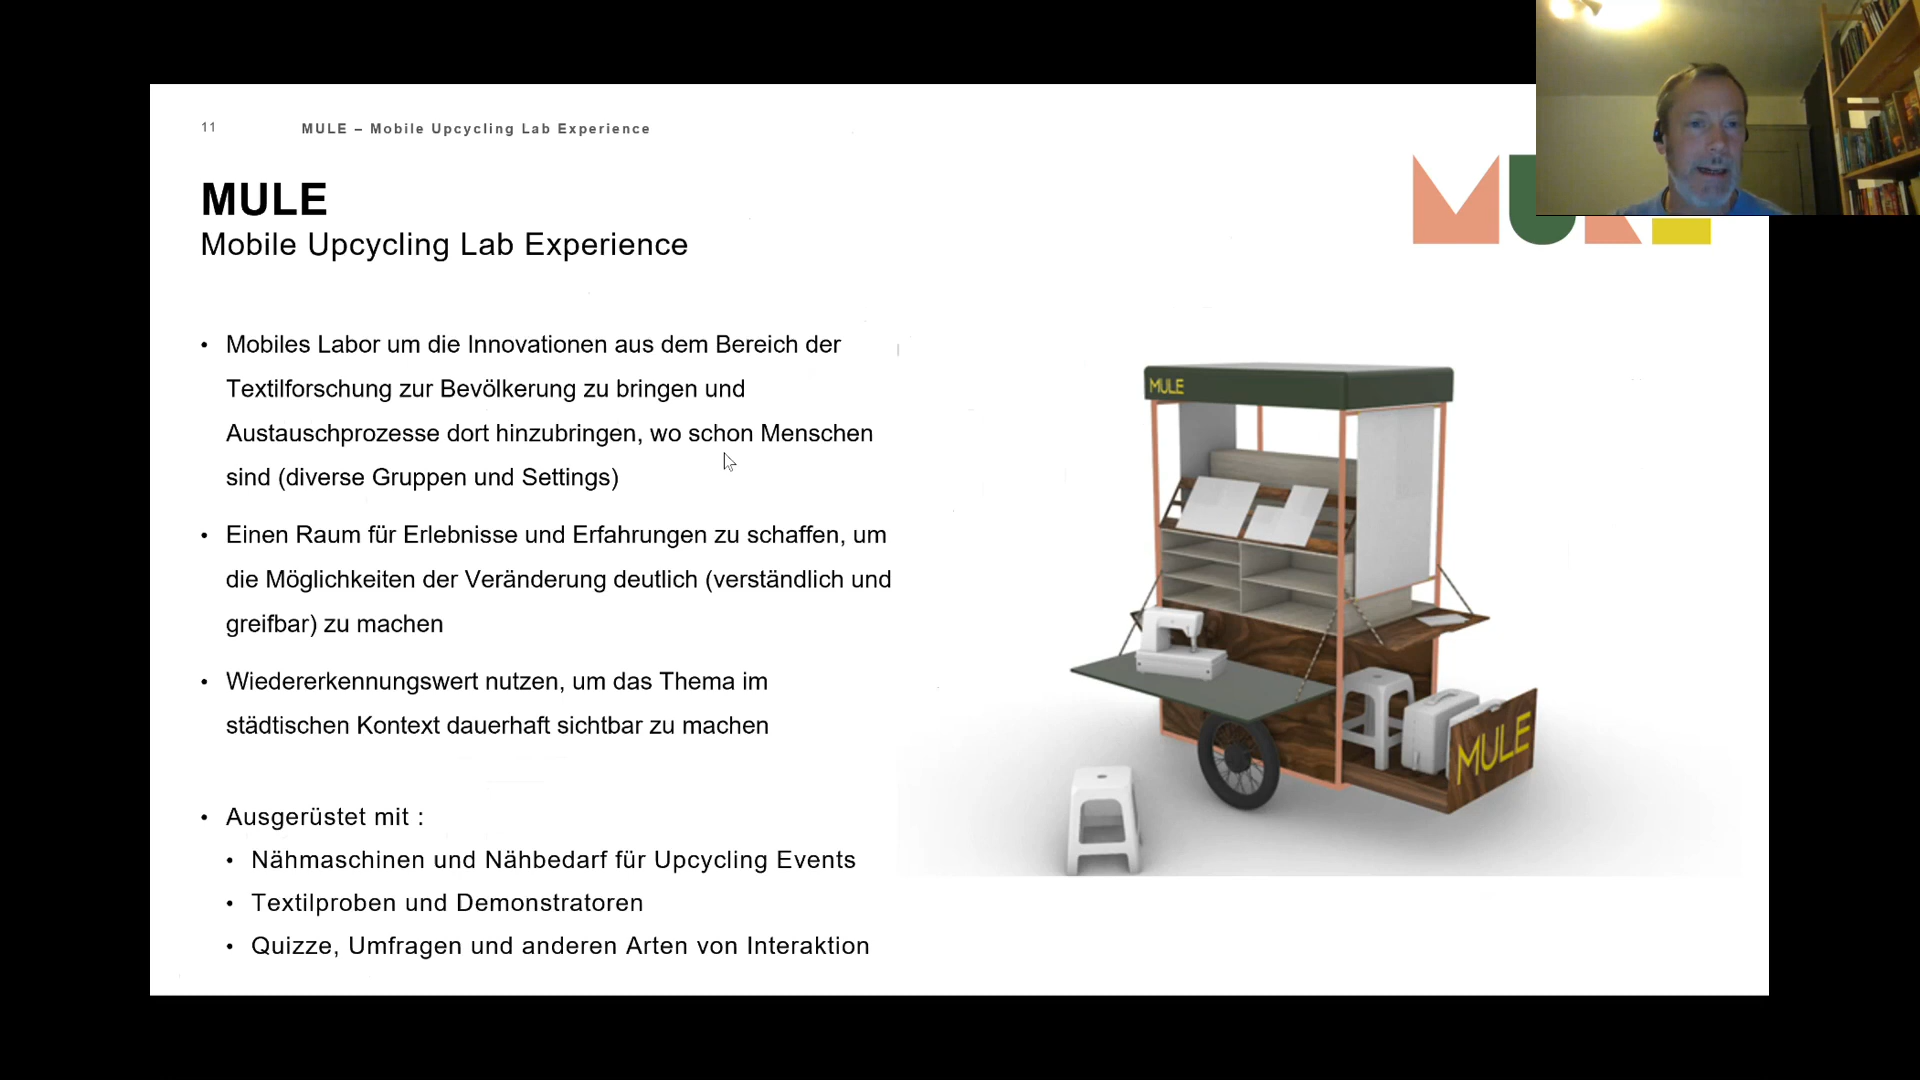 11 MULE – Mobile Upcycling Lab Experience
MULE
Mobile Upcycling Lab Experience
• Mobiles Labor um die Innovationen aus dem Bereich der
Textilforschung zur Bevölkerung zu bringen und
Austauschprozesse dort hinzubringen, wo schon Menschen
sind (diverse Gruppen und Settings)
• Einen Raum für Erlebnisse und Erfahrungen zu schaffen, um
die Möglichkeiten der Veränderung deutlich (verständlich und
greifbar) zu machen
• Wiedererkennungswert nutzen, um das Thema im
städtischen Kontext dauerhaft sichtbar zu machen
• Ausgerüstet mit :
• Nähmaschinen und Nähbedarf für Upcycling Events
• Textilproben und Demonstratoren
• Quizze, Umfragen und anderen Arten von Interaktion
MULE
MULE
MULE